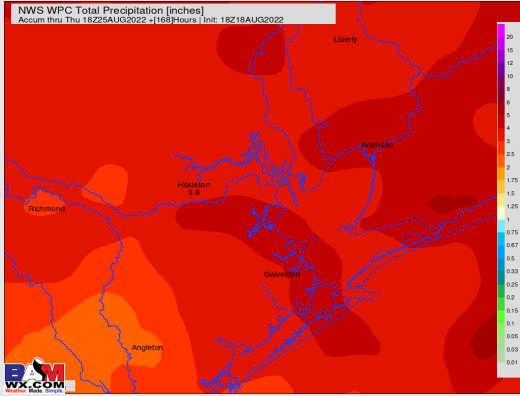 NWS WPC Total Precipitation [inches]
Accum thru Thu 18Z25AUG2022 +[168]Hours | Init: 18Z18AUG2022
Liberty
Anahuac
Houston
3.8
Richmond
Galveston
Angleton
20
15
12
10
8
6
5
4
3
2.5
2
1.75
1.5
1.25
1
0.75
0.67
0.5
0.33
0.25
0.2
0.15
0.1
0.05
0.03
0.01
BAM
WX.COM
Weather. Made. Simple.